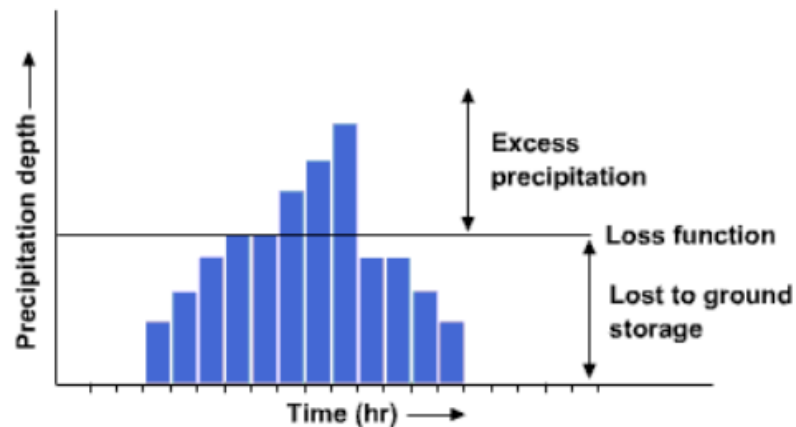 Precipitation depth
Excess
precipitation
Loss function
Lost to ground
storage
Time (hr)